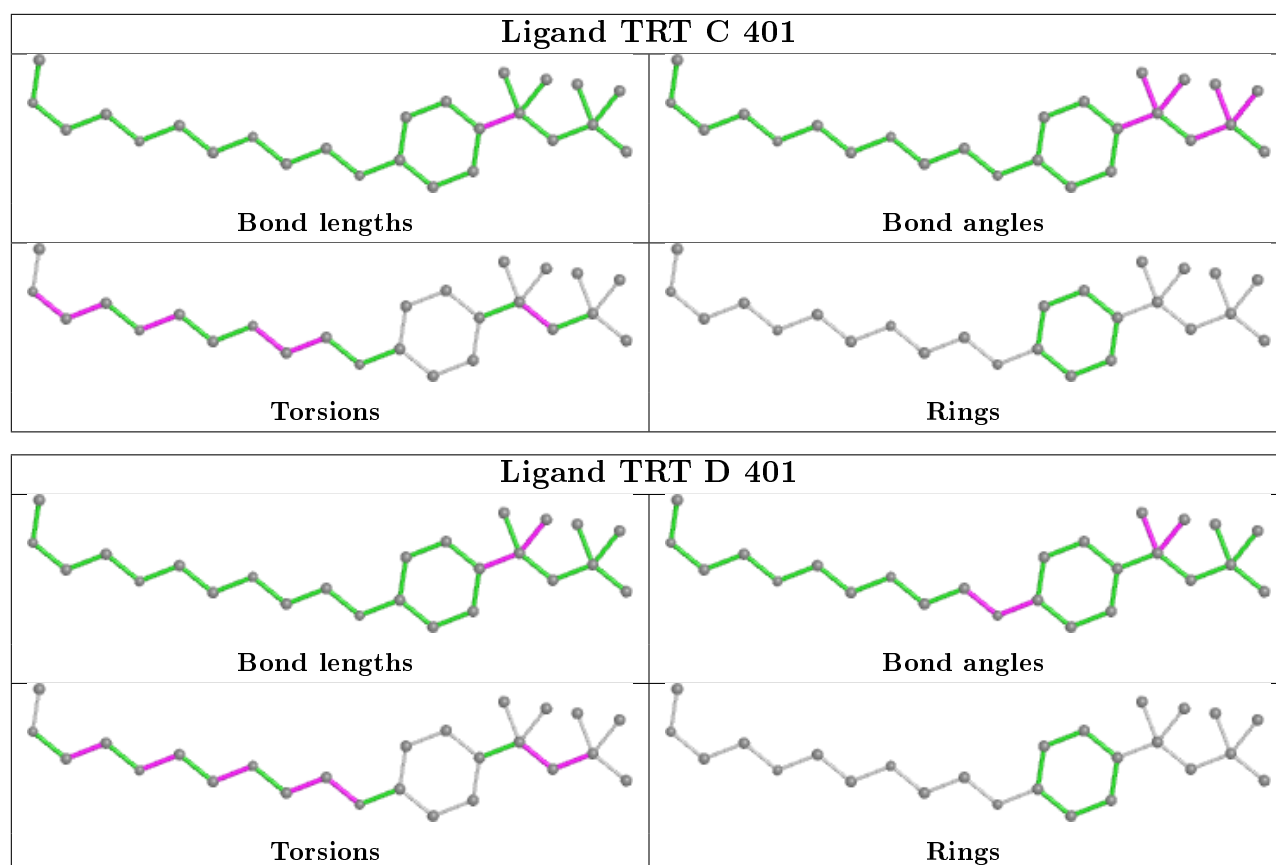 Ligand TRT C 401
Bond lengths
Bond angles
Torsions
Rings
Ligand TRT D 401
Bond lengths
Bond angles
Torsions
Rings